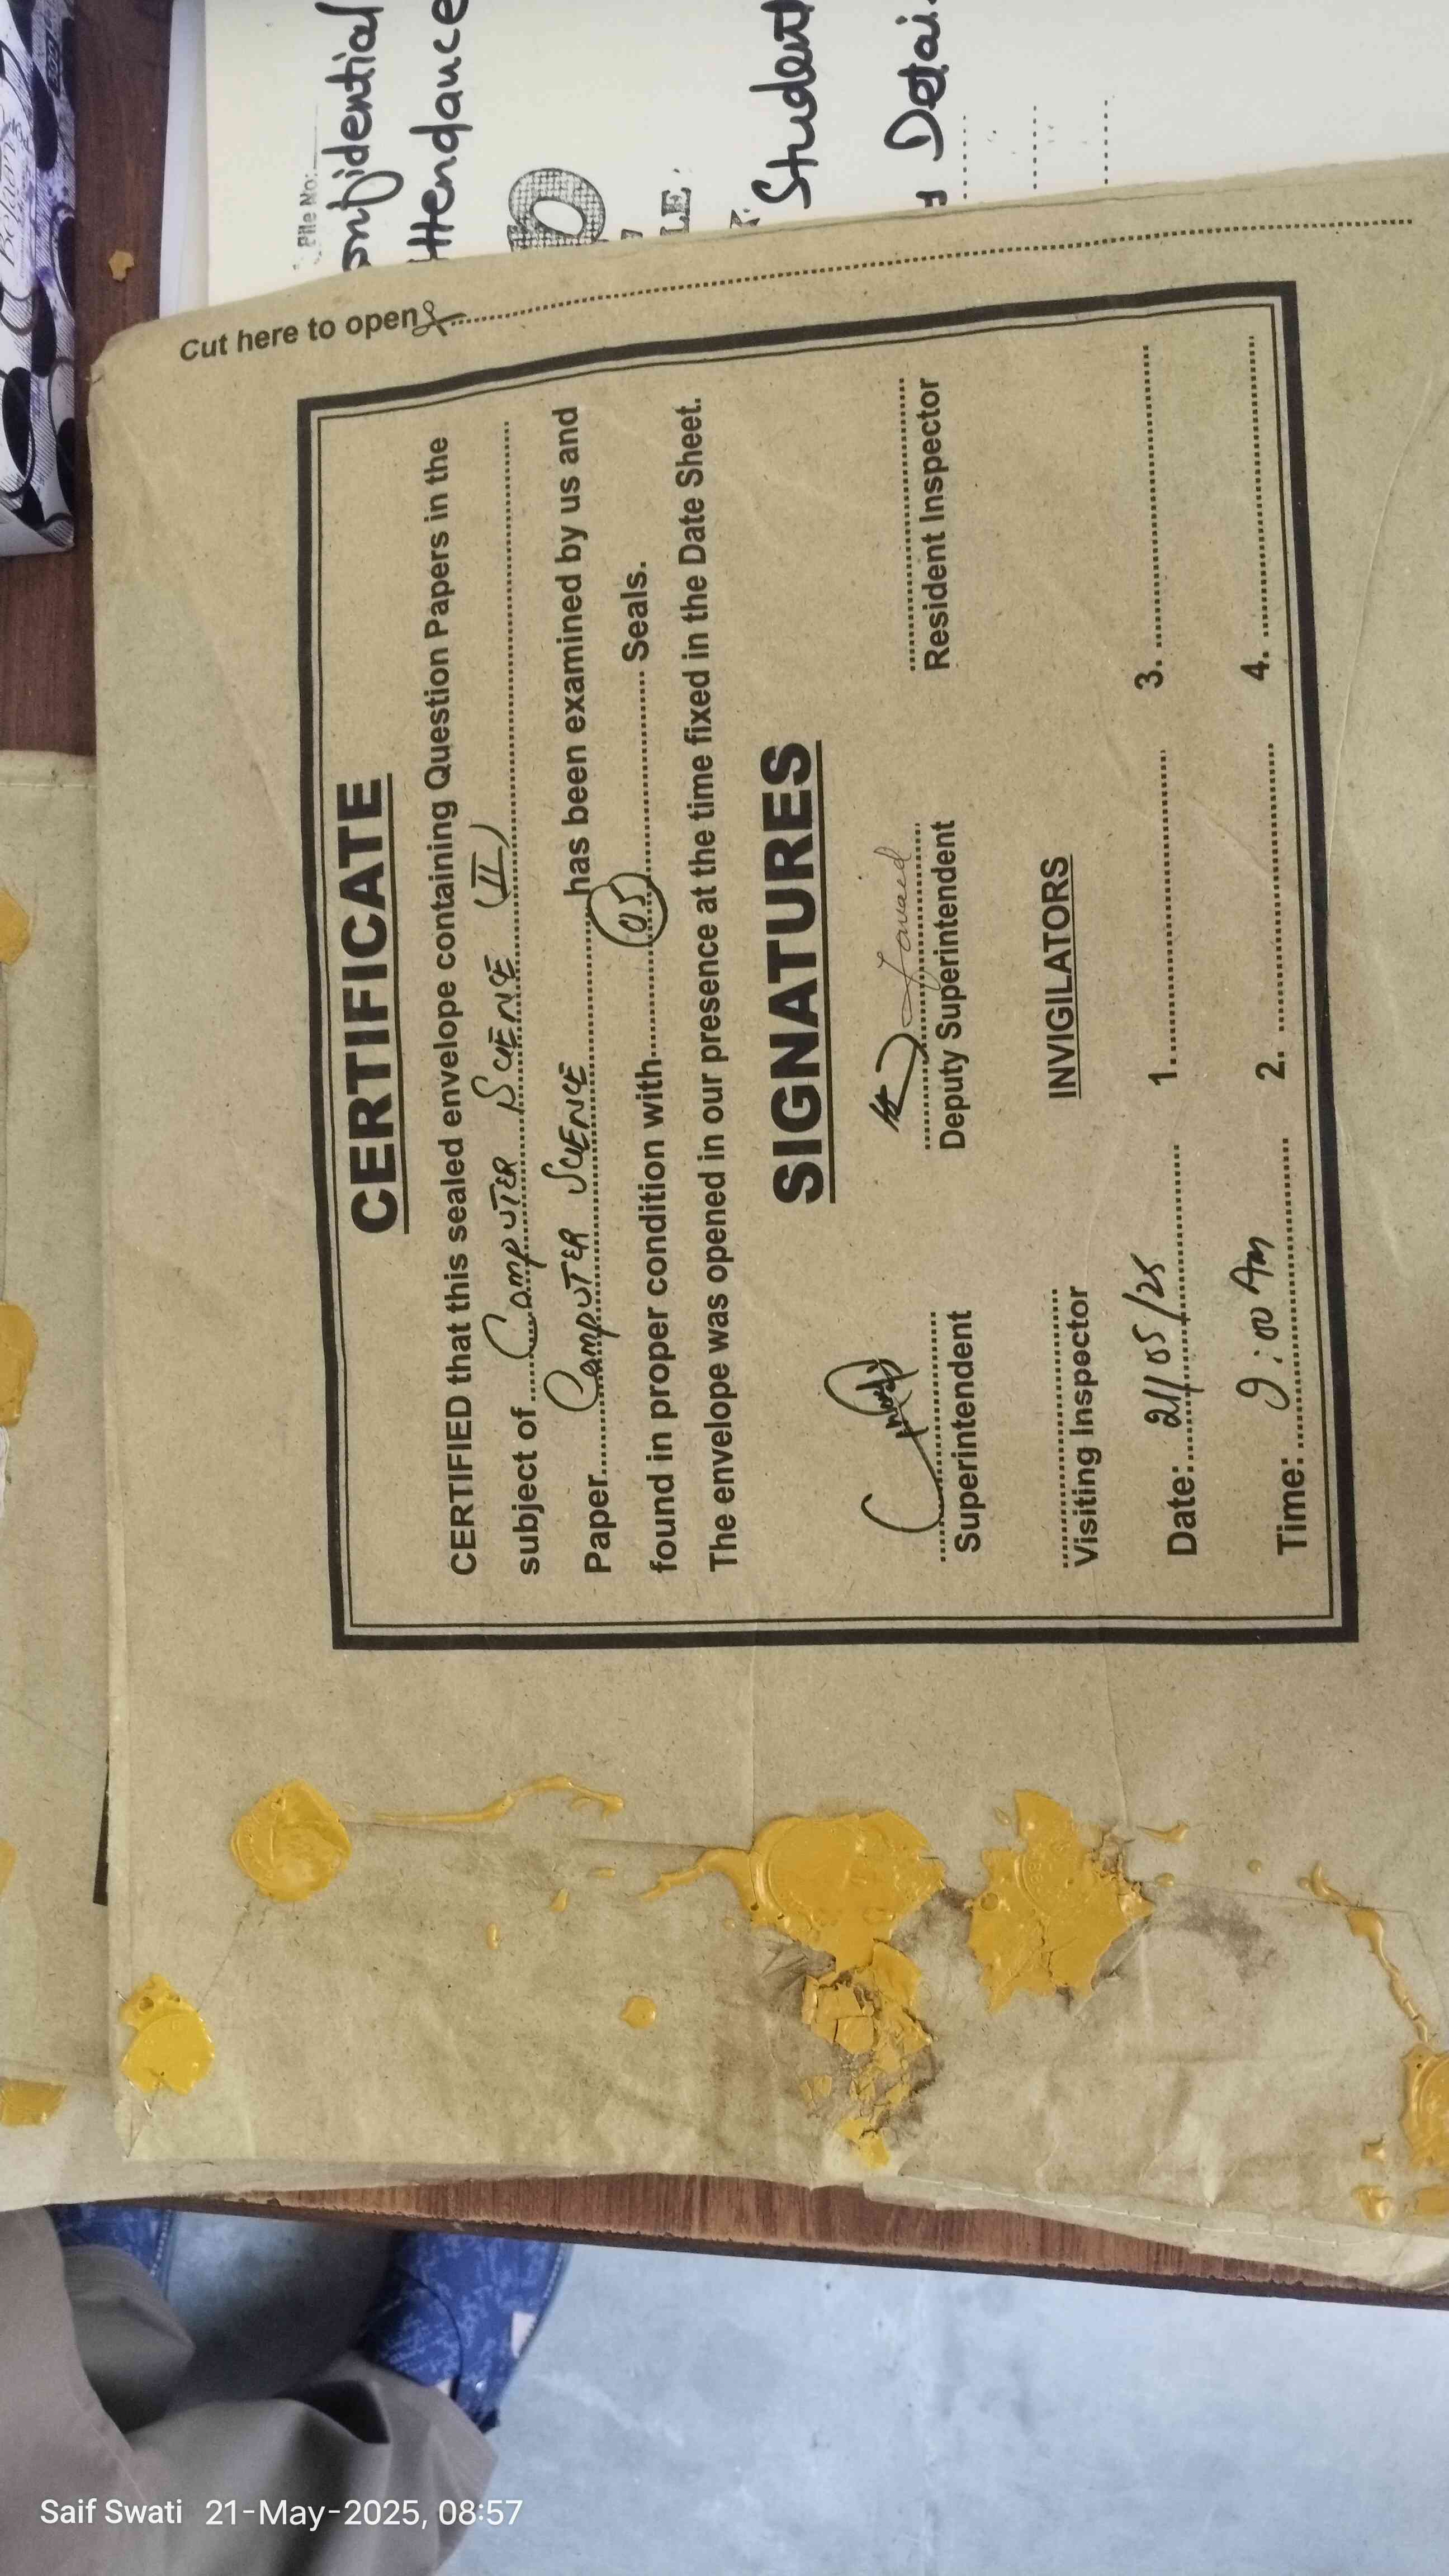 File No:
onfidential
ttendance
LE:
Student
Detai
Cut here to open
CERTIFICATE
CERTIFIED that this sealed envelope containing Question Papers in the
subject of Computer Science (II)
Paper Computer Science has been examined by us and
found in proper condition with 05 Seals.
The envelope was opened in our presence at the time fixed in the Date Sheet.
SIGNATURES
Javaid
Superintendent Deputy Superintendent Resident Inspector
Visiting Inspector INVIGILATORS
Date: 21/05/25 1. 3.
Time: 9:00 Am 2. 4.
Saif Swati 21-May-2025, 08:57